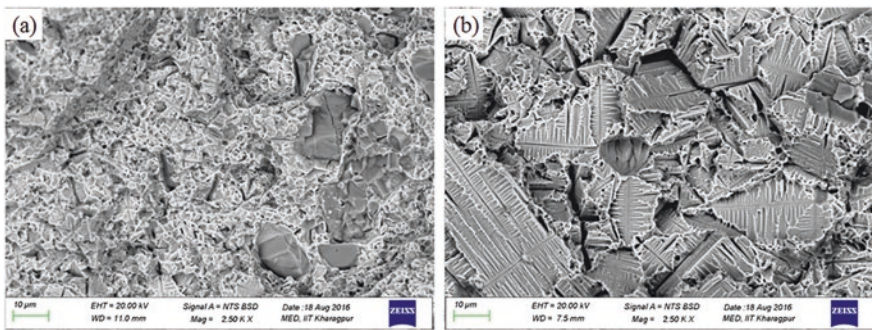 (a)
10 µm
EHT = 20.00 kV
WD = 11.0 mm
Signal A = NTS BSD
Mag = 2.50 K X
Date :18 Aug 2016
MED, IIT Kharagpur
ZEISS
(b)
10 µm
EHT = 20.00 kV
WD = 7.5 mm
Signal A = NTS BSD
Mag = 2.50 K X
Date :18 Aug 2016
MED, IIT Kharagpur
ZEISS